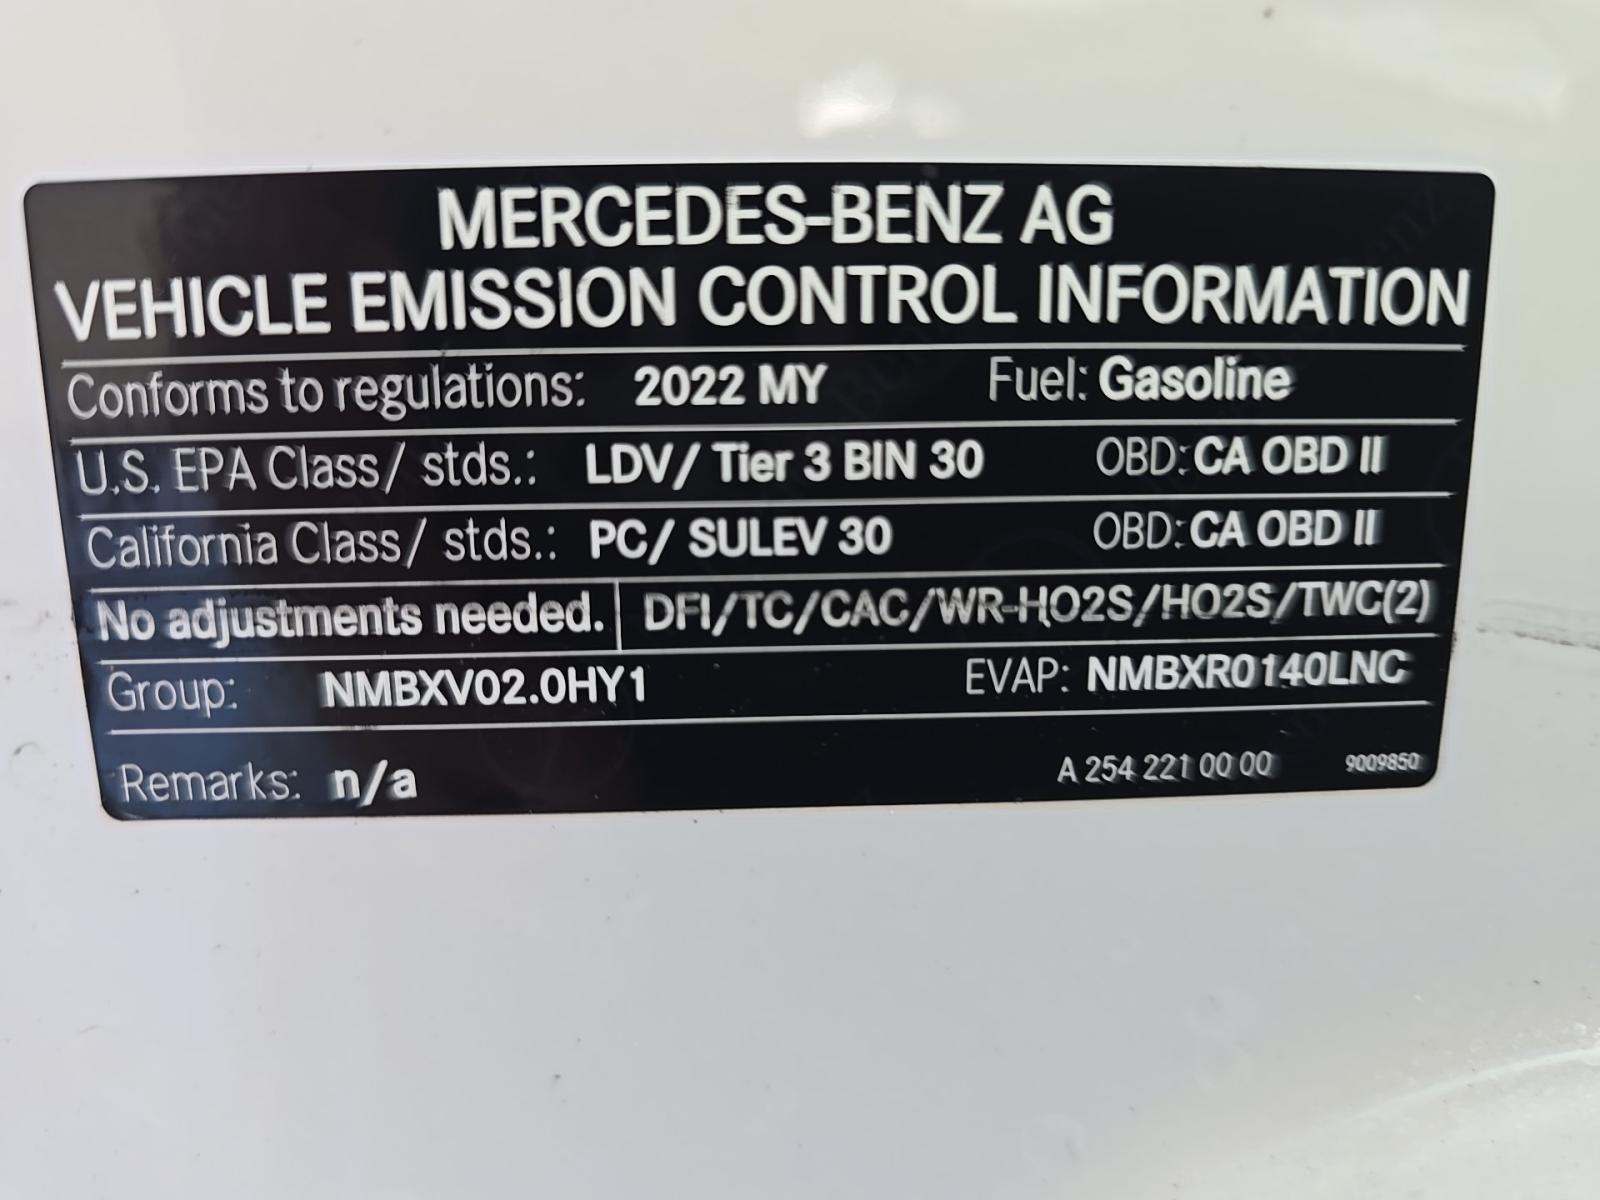 MERCEDES-BENZ AG
VEHICLE EMISSION CONTROL INFORMATION
Conforms to regulations: 2022 MY Fuel: Gasoline
U.S. EPA Class/ stds.: LDV/ Tier 3 BIN 30 OBD: CA OBD II
California Class/ stds.: PC/ SULEV 30 OBD: CA OBD II
No adjustments needed. DFI/TC/CAC/WR-HO2S/HO2S/TWC(2)
Group: NMBXV02.0HY1 EVAP: NMBXR0140LNC
Remarks: n/a A 254 221 00 00 9009850